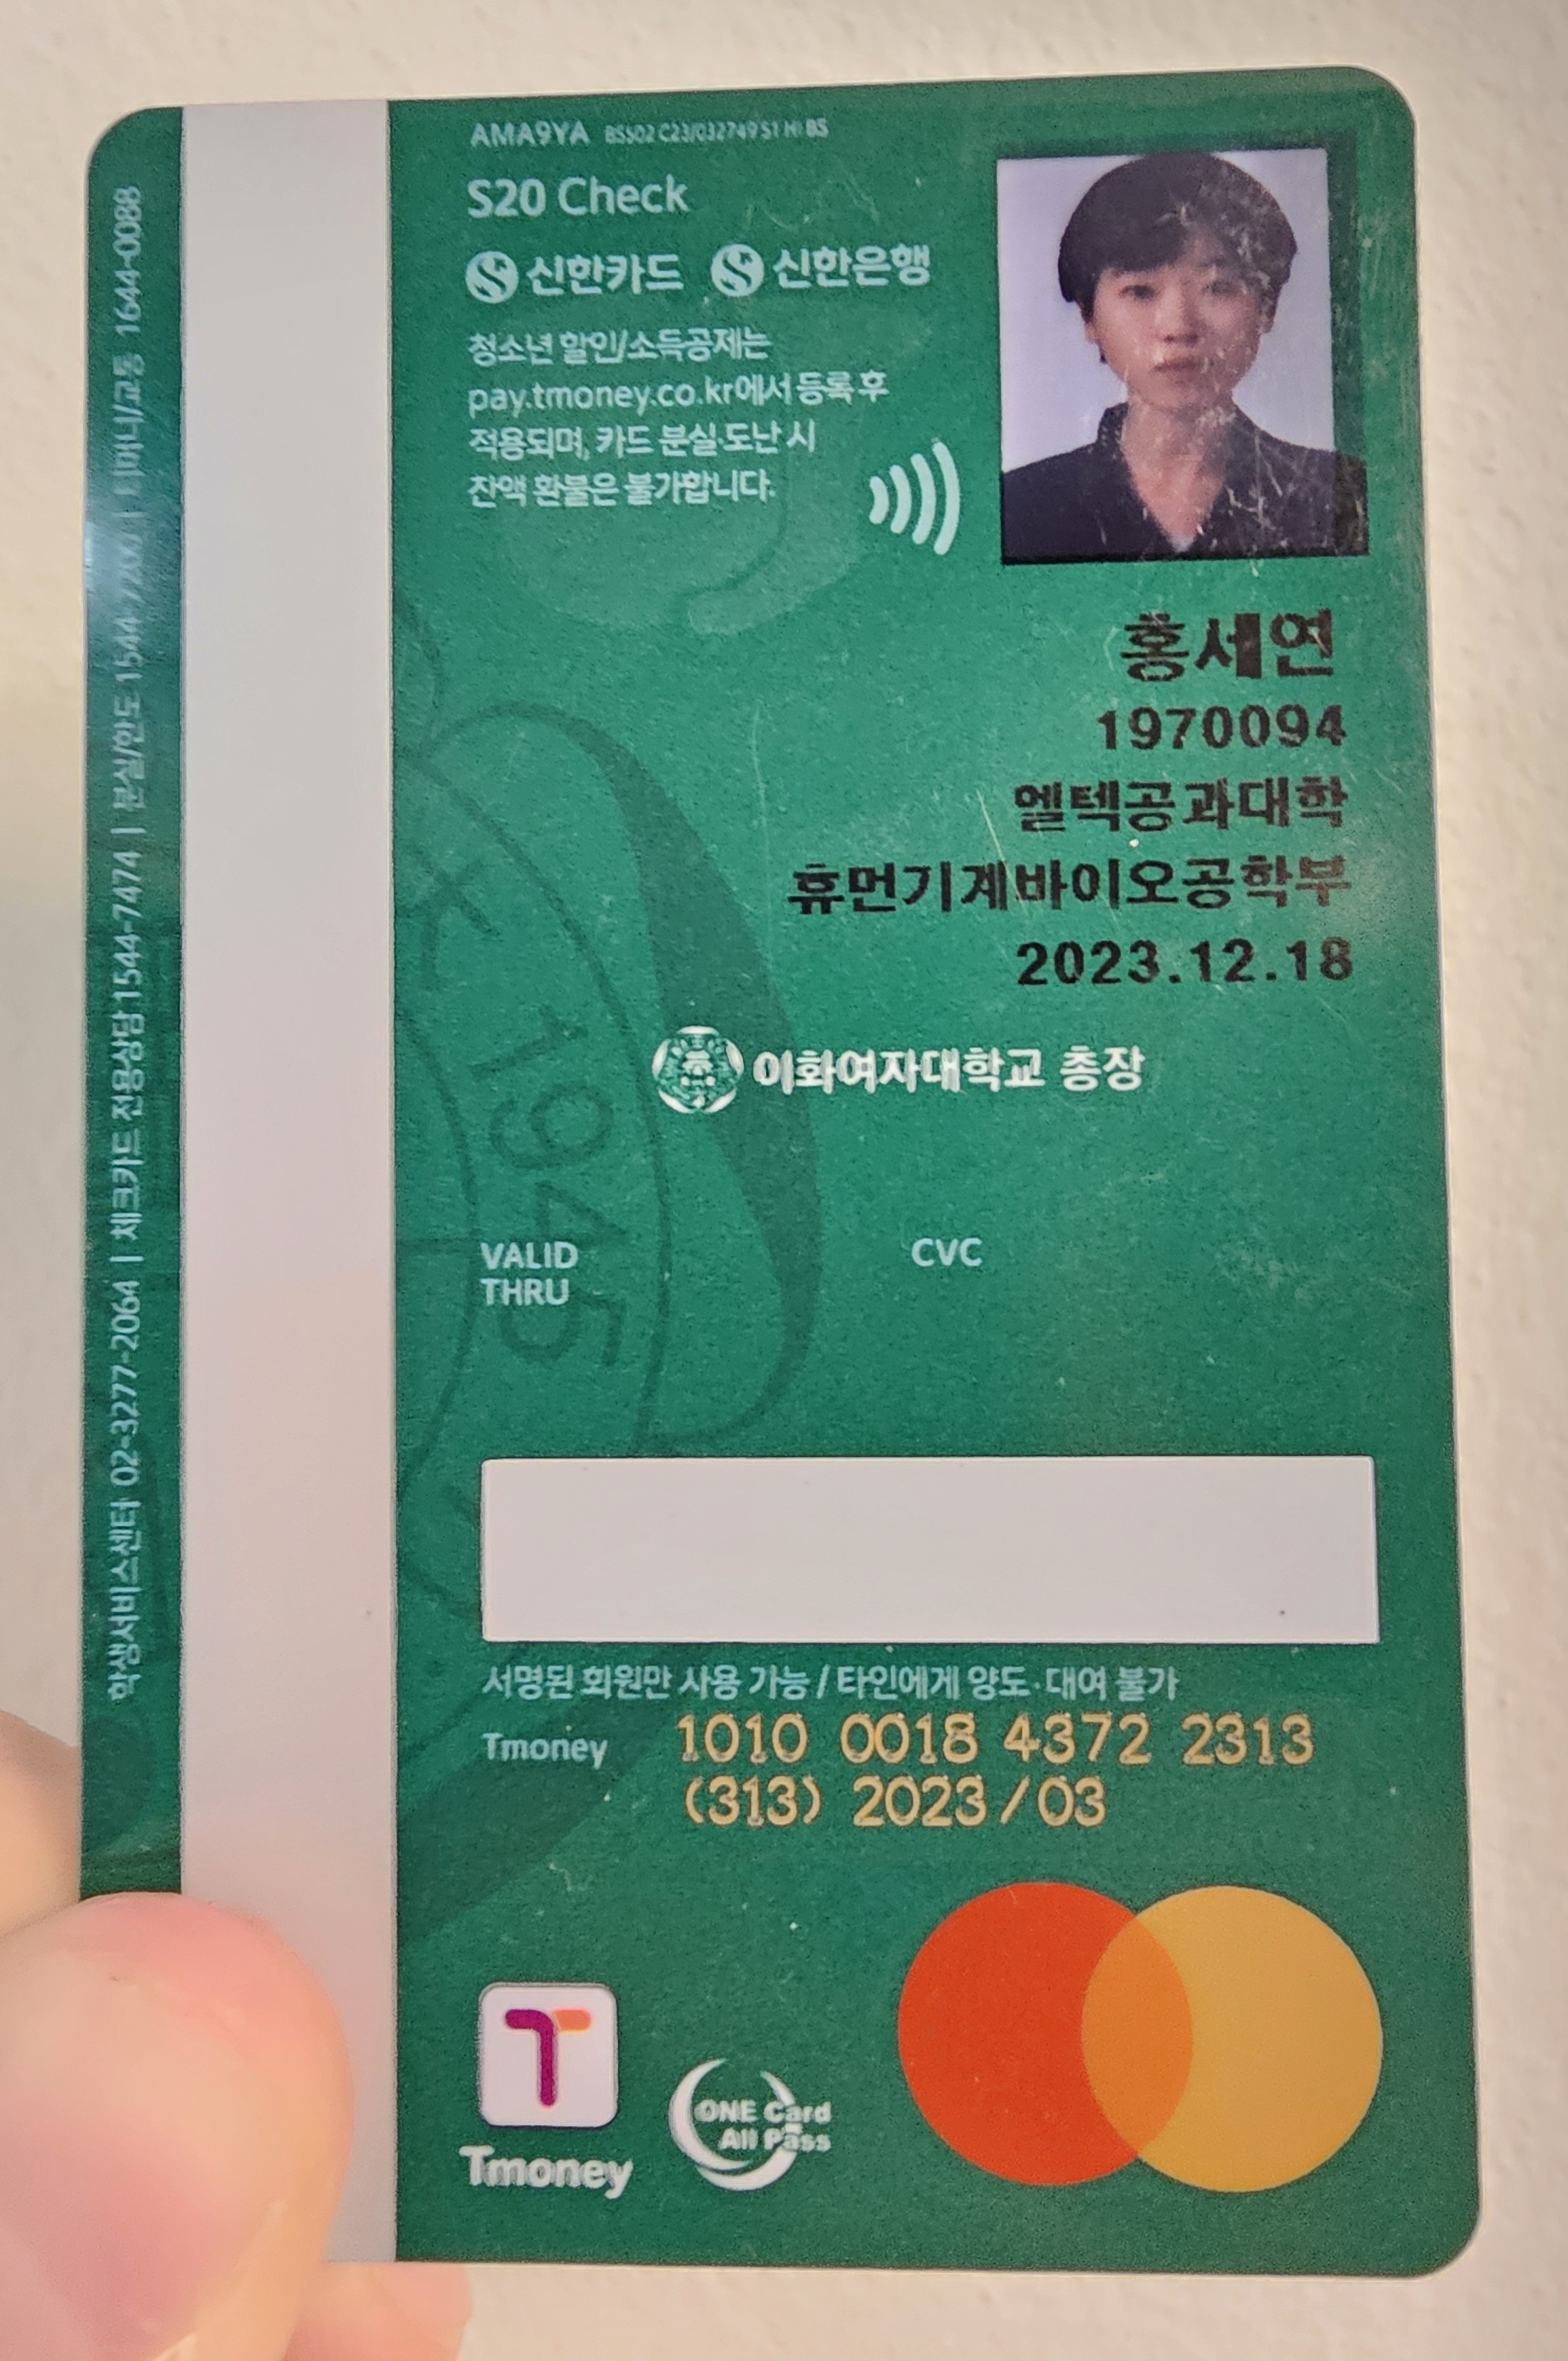 AMA9YA BSS02 C23/032749 S1 HI BS
S20 Check
신한카드 신한은행
청소년 할인/소득공제는
pay.tmoney.co.kr에서 등록 후
적용되며, 카드 분실·도난 시
잔액 환불은 불가합니다.
홍세연
1970094
엘텍공과대학
휴먼기계바이오공학부
2023.12.18
이화여자대학교 총장
1945
VALID
THRU
CVC
서명된 회원만 사용 가능 / 타인에게 양도·대여 불가
Tmoney 1010 0018 4372 2313
(313) 2023/03
Tmoney
ONE Card
All Pass
학생서비스센터 02-3277-2064 | 체크카드 전용상담 1544-7474 | 분실/한도 1544-7200 | 티머니/교통 1644-0088